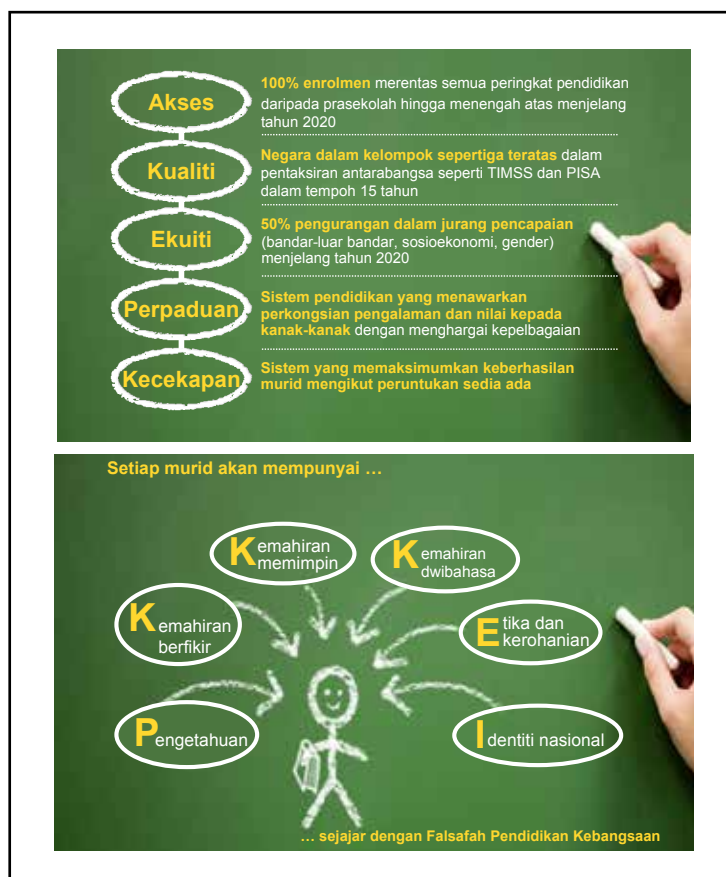 Akses
100% enrolmen merentas semua peringkat pendidikan
daripada prasekolah hingga menengah atas menjelang
tahun 2020
Kualiti
Negara dalam kelompok sepertiga teratas dalam
pentaksiran antarabangsa seperti TIMSS dan PISA
dalam tempoh 15 tahun
Ekuiti
50% pengurangan dalam jurang pencapaian
(bandar-luar bandar, sosioekonomi, gender)
menjelang tahun 2020
Perpaduan
Sistem pendidikan yang menawarkan
perkongsian pengalaman dan nilai kepada
kanak-kanak dengan menghargai kepelbagaian
Kecekapan
Sistem yang memaksimumkan keberhasilan
murid mengikut peruntukan sedia ada
Setiap murid akan mempunyai …
Pengetahuan
Kemahiran
berfikir
Kemahiran
memimpin
Kemahiran
dwibahasa
Etika dan
kerohanian
Identiti nasional
… sejajar dengan Falsafah Pendidikan Kebangsaan